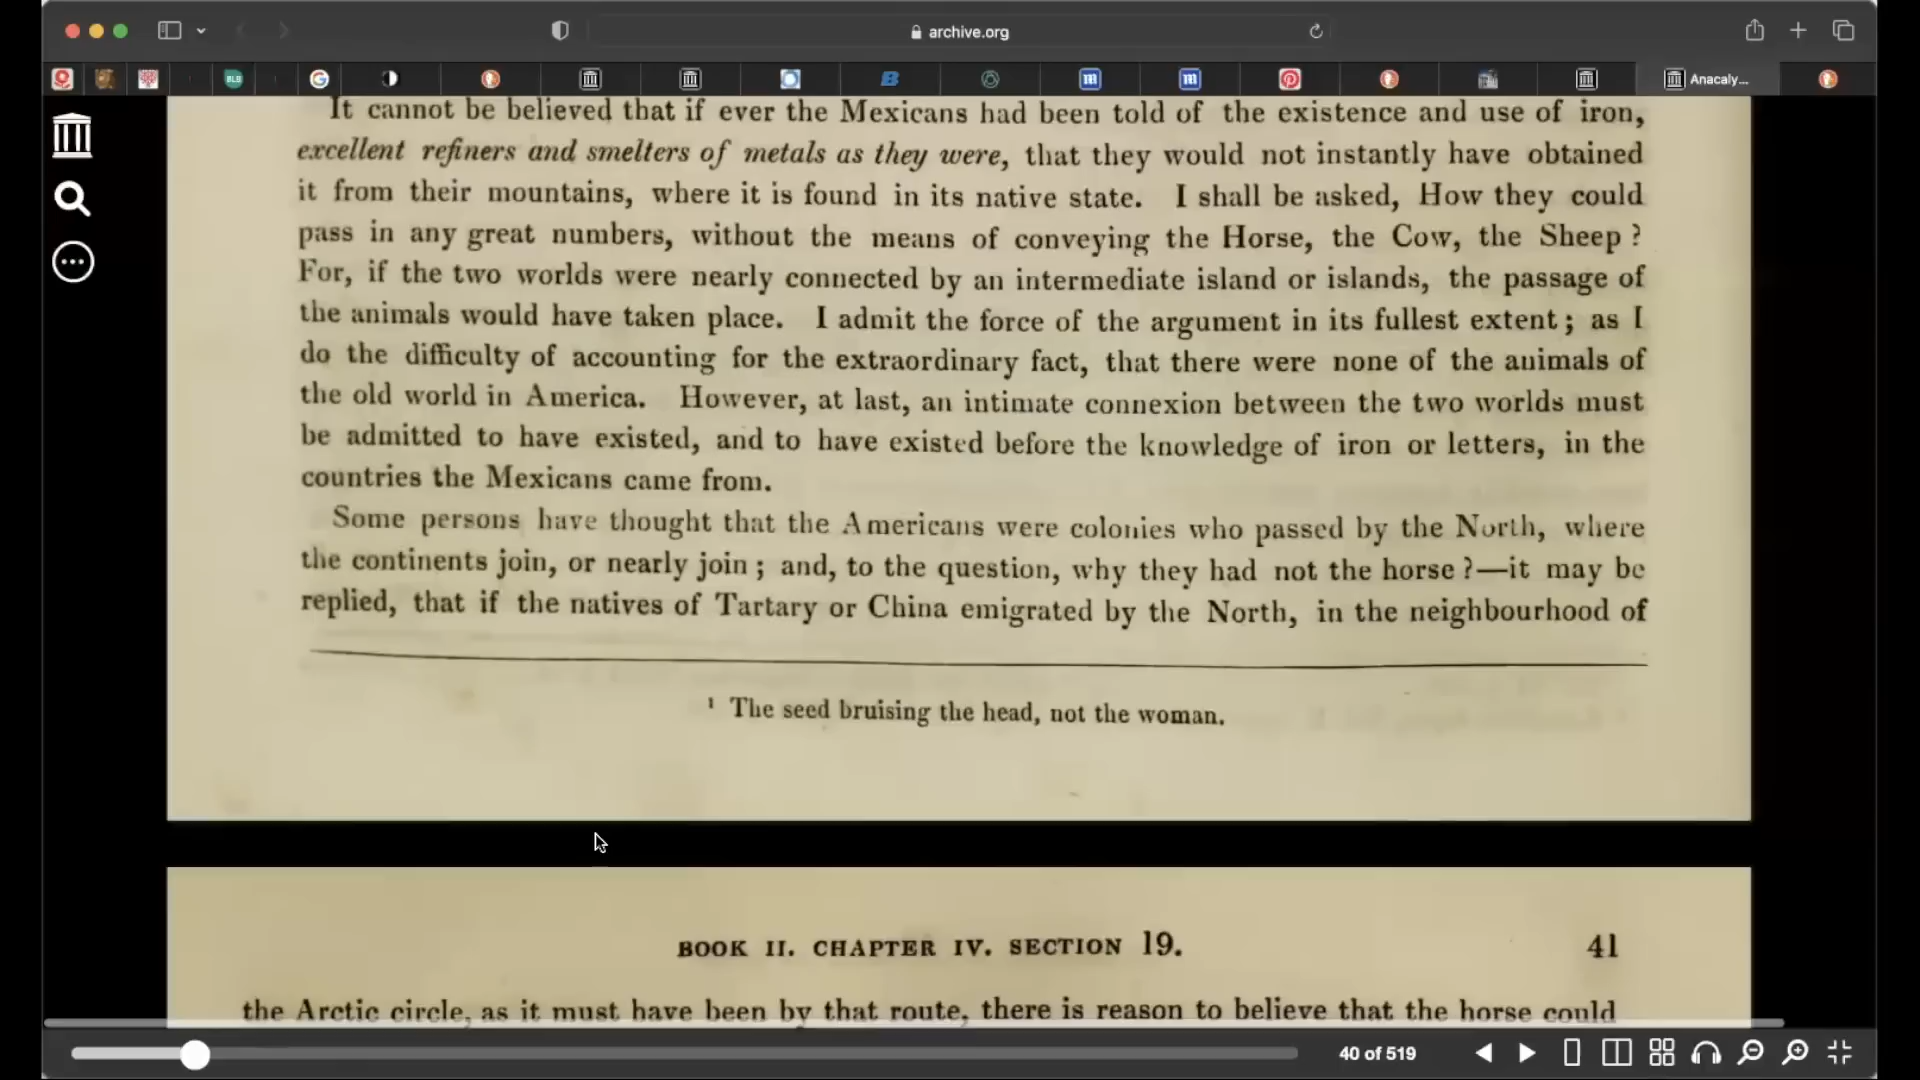 archive.org
BLS
Anacaly...
It cannot be believed that if ever the Mexicans had been told of the existence and use of iron,
excellent refiners and smelters of metals as they were, that they would not instantly have obtained
it from their mountains, where it is found in its native state. I shall be asked, How they could
pass in any great numbers, without the means of conveying the Horse, the Cow, the Sheep?
For, if the two worlds were nearly connected by an intermediate island or islands, the passage of
the animals would have taken place. I admit the force of the argument in its fullest extent; as I
do the difficulty of accounting for the extraordinary fact, that there were none of the animals of
the old world in America. However, at last, an intimate connexion between the two worlds must
be admitted to have existed, and to have existed before the knowledge of iron or letters, in the
countries the Mexicans came from.
Some persons have thought that the Americans were colonies who passed by the North, where
the continents join, or nearly join; and, to the question, why they had not the horse?—it may be
replied, that if the natives of Tartary or China emigrated by the North, in the neighbourhood of
¹ The seed bruising the head, not the woman.
BOOK II. CHAPTER IV. SECTION 19. 41
the Arctic circle, as it must have been by that route, there is reason to believe that the horse could
40 of 519